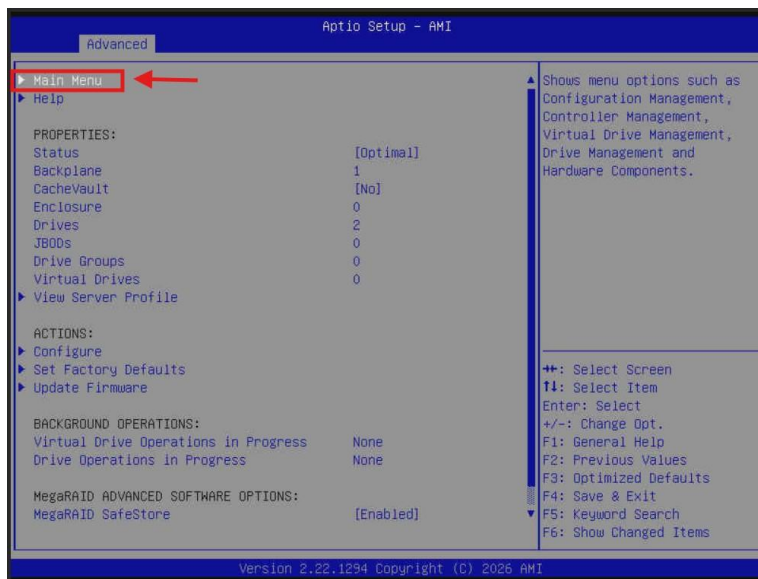 Aptio Setup - AMI
Advanced
Main Menu
Help
PROPERTIES:
Status [Optimal]
Backplane 1
CacheVault [No]
Enclosure 0
Drives 2
JBODs 0
Drive Groups 0
Virtual Drives 0
View Server Profile
ACTIONS:
Configure
Set Factory Defaults
Update Firmware
BACKGROUND OPERATIONS:
Virtual Drive Operations in Progress None
Drive Operations in Progress None
MegaRAID ADVANCED SOFTWARE OPTIONS:
MegaRAID SafeStore [Enabled]
Shows menu options such as
Configuration Management,
Controller Management,
Virtual Drive Management,
Drive Management and
Hardware Components.
→←: Select Screen
↑↓: Select Item
Enter: Select
+/-: Change Opt.
F1: General Help
F2: Previous Values
F3: Optimized Defaults
F4: Save & Exit
F5: Keyword Search
F6: Show Changed Items
Version 2.22.1294 Copyright (C) 2026 AMI